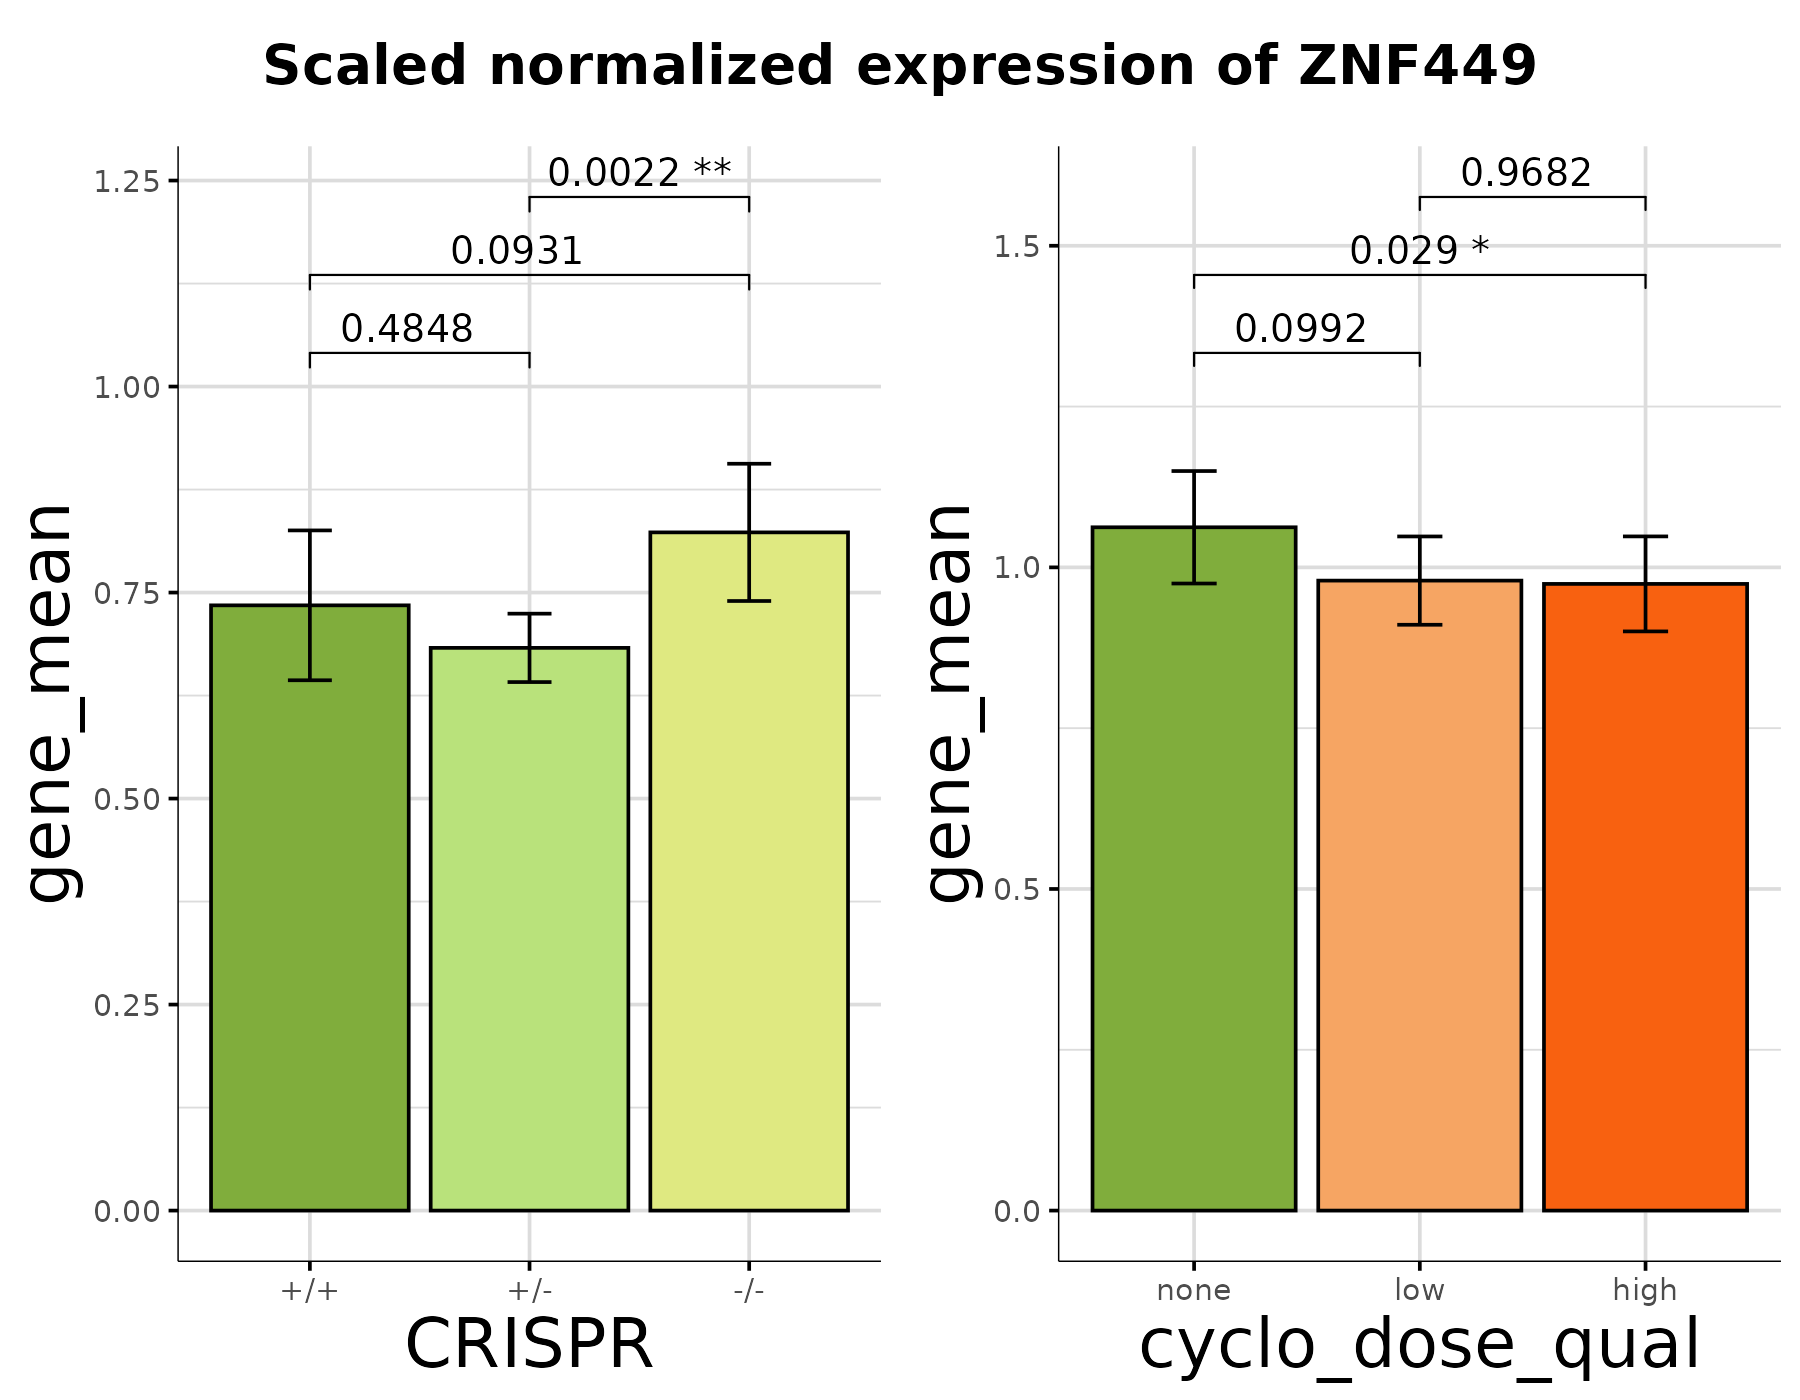 Scaled normalized expression of ZNF449
gene_mean
1.25
1.00
0.75
0.50
0.25
0.00
0.0022 **
0.0931
0.4848
+/+ +/- -/-
CRISPR
gene_mean
1.5
1.0
0.5
0.0
0.9682
0.029 *
0.0992
none low high
cyclo_dose_qual